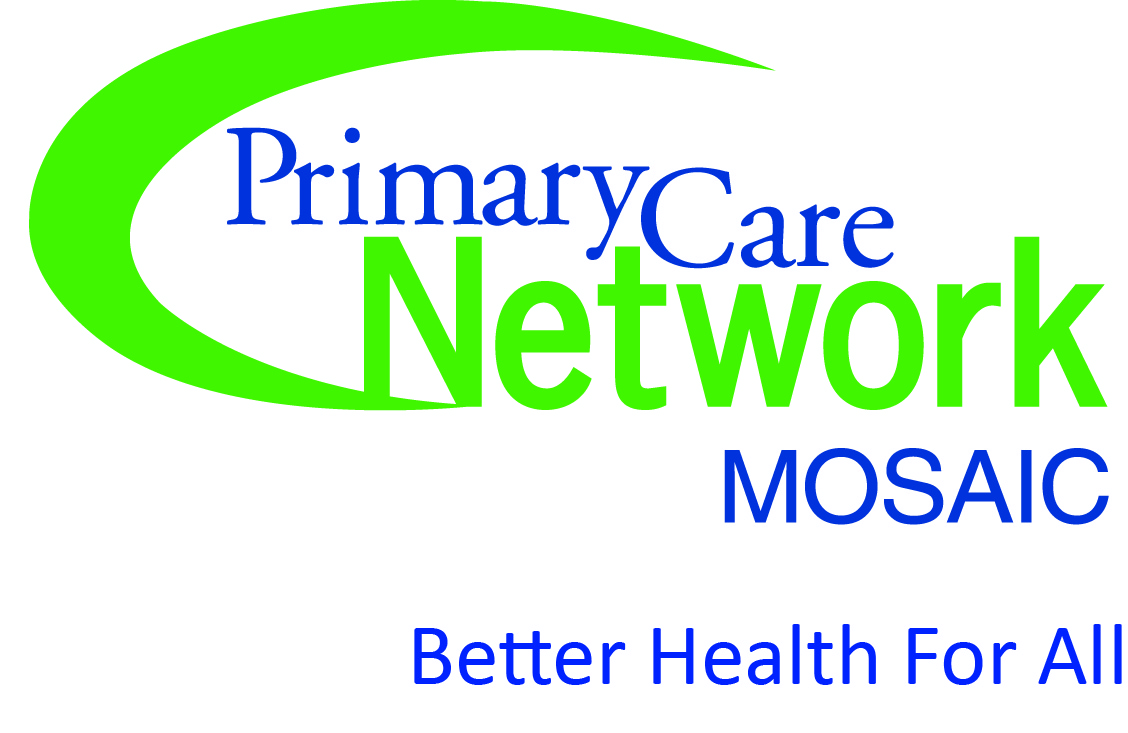 PrimaryCare
Network
MOSAIC
Better Health For All